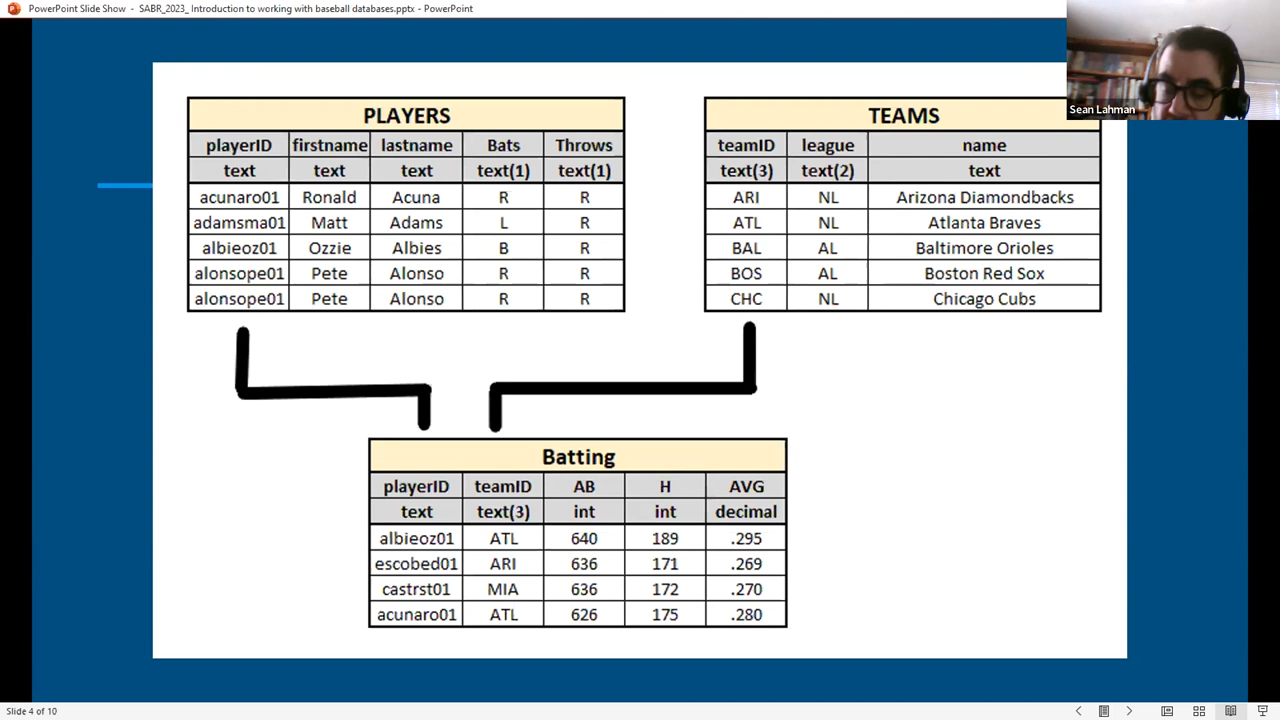 PowerPoint Slide Show - SABR_2023_ Introduction to working with baseball databases.pptx - PowerPoint
Sean Lahman
PLAYERS
playerID firstname lastname Bats Throws
text text text text(1) text(1)
acunaro01 Ronald Acuna R R
adamsma01 Matt Adams L R
albieoz01 Ozzie Albies B R
alonsope01 Pete Alonso R R
alonsope01 Pete Alonso R R
TEAMS
teamID league name
text(3) text(2) text
ARI NL Arizona Diamondbacks
ATL NL Atlanta Braves
BAL AL Baltimore Orioles
BOS AL Boston Red Sox
CHC NL Chicago Cubs
Batting
playerID teamID AB H AVG
text text(3) int int decimal
albieoz01 ATL 640 189 .295
escobed01 ARI 636 171 .269
castrst01 MIA 636 172 .270
acunaro01 ATL 626 175 .280
Slide 4 of 10